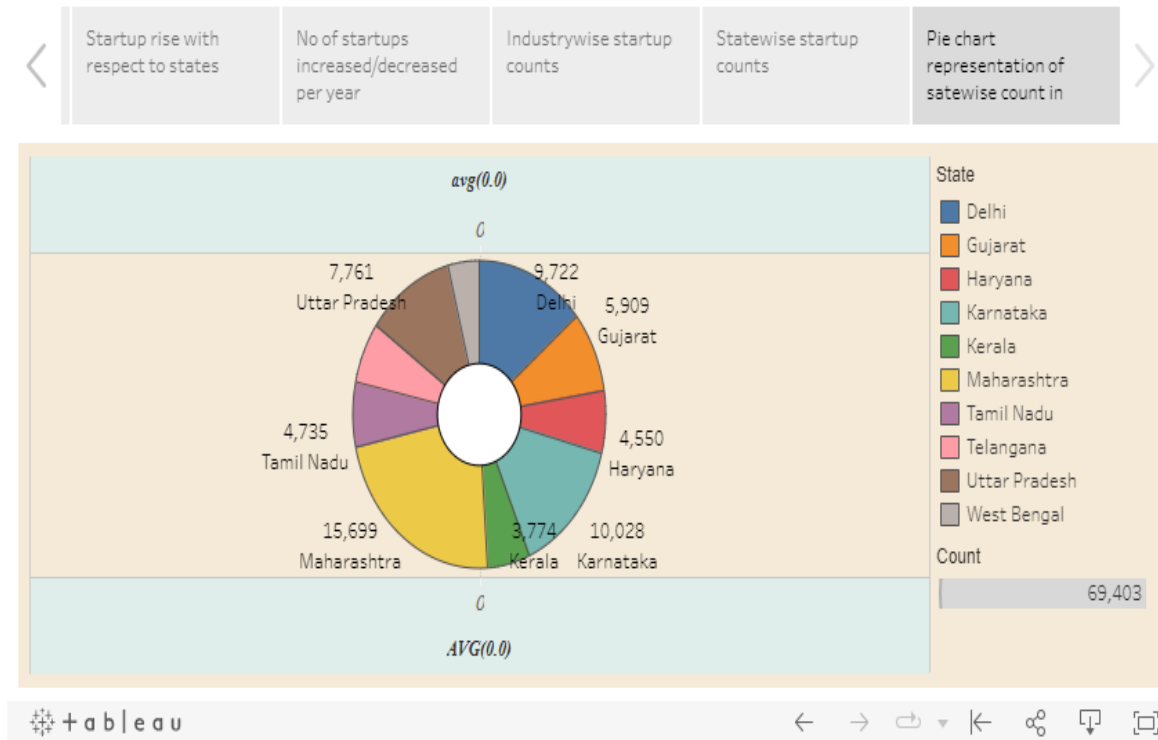 Startup rise with
respect to states
No of startups
increased/decreased
per year
Industrywise startup
counts
Statewise startup
counts
Pie chart
representation of
satewise count in
avg(0.0)
0
7,761
Uttar Pradesh
9,722
Delhi
5,909
Gujarat
4,735
Tamil Nadu
4,550
Haryana
15,699
Maharashtra
3,774
Kerala
10,028
Karnataka
0
AVG(0.0)
State
Delhi
Gujarat
Haryana
Karnataka
Kerala
Maharashtra
Tamil Nadu
Telangana
Uttar Pradesh
West Bengal
Count
69,403
+ableau